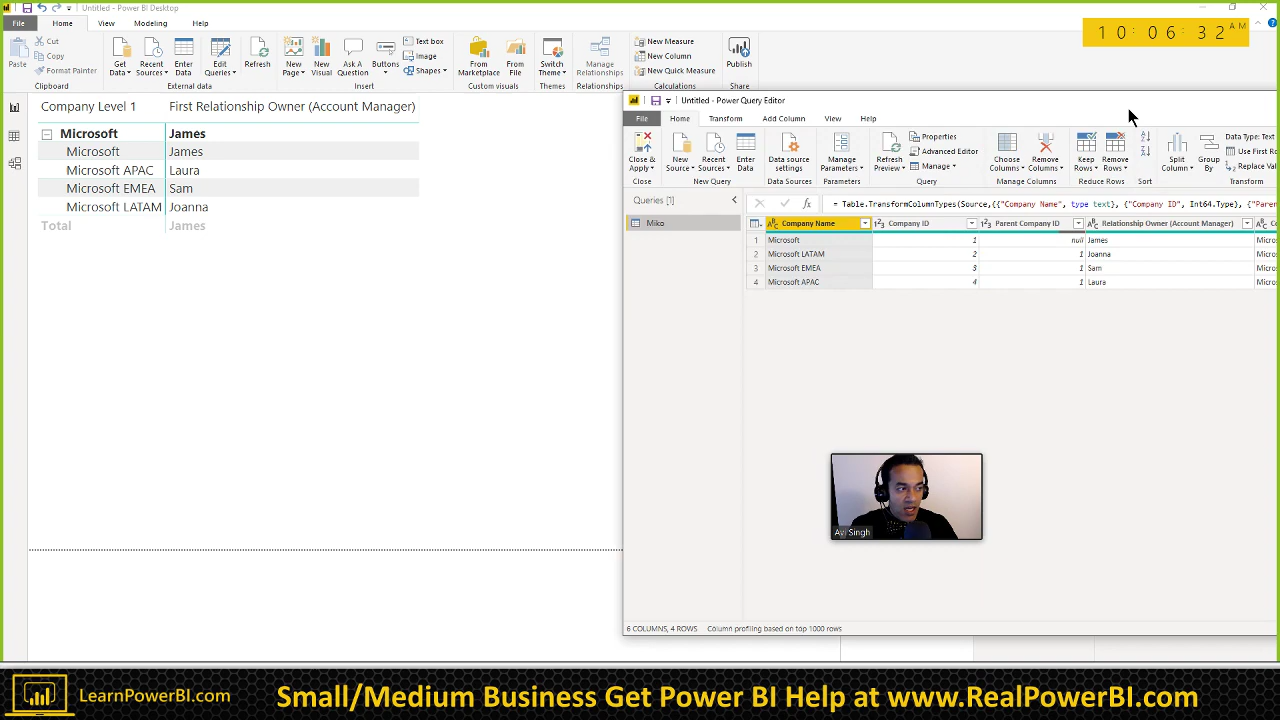 Untitled - Power BI Desktop
File Home View Modeling Help
10:06:32 AM
Paste
Cut
Copy
Format Painter
Clipboard
Get Data
Recent Sources
Enter Data
Edit Queries
Refresh
External data
New Page
New Visual
Ask A Question
Buttons
Text box
Image
Shapes
Insert
From Marketplace
From File
Custom visuals
Switch Theme
Themes
Manage Relationships
Relationships
New Measure
New Column
New Quick Measure
Calculations
Publish
Share
Company Level 1 First Relationship Owner (Account Manager)
Microsoft James
Microsoft James
Microsoft APAC Laura
Microsoft EMEA Sam
Microsoft LATAM Joanna
Total James
Untitled - Power Query Editor
File Home Transform Add Column View Help
Close & Apply
Close
New Source
Recent Sources
Enter Data
New Query
Data source settings
Data Sources
Manage Parameters
Parameters
Refresh Preview
Properties
Advanced Editor
Manage
Query
Choose Columns
Remove Columns
Manage Columns
Keep Rows
Remove Rows
Reduce Rows
Sort
Split Column
Group By
Data Type: Text
Use First Ro
Replace Valu
Transform
Queries [1]
Miko
= Table.TransformColumnTypes(Source,{{"Company Name", type text}, {"Company ID", Int64.Type}, {"Paren
Company Name Company ID Parent Company ID Relationship Owner (Account Manager) Co
1 Microsoft 1 null James Micros
2 Microsoft LATAM 2 1 Joanna Micros
3 Microsoft EMEA 3 1 Sam Micros
4 Microsoft APAC 4 1 Laura Micros
Avi Singh
6 COLUMNS, 4 ROWS Column profiling based on top 1000 rows
LearnPowerBI.com
Small/Medium Business Get Power BI Help at www.RealPowerBI.com